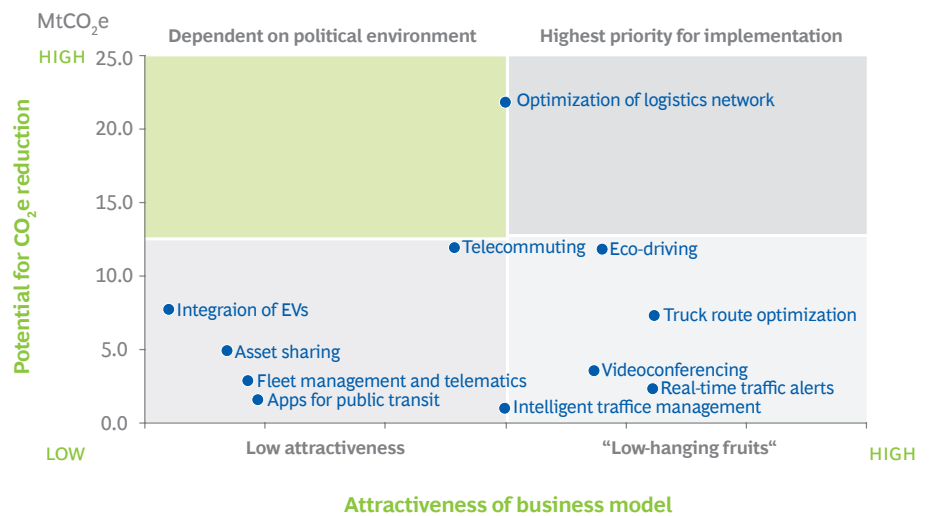 MtCO2e
Dependent on political environment
Highest priority for implementation
HIGH
25.0
Optimization of logistics network
20.0
15.0
Potential for CO2e reduction
Telecommuting
Eco-driving
10.0
Integraion of EVs
Truck route optimization
5.0
Asset sharing
Videoconferencing
Fleet management and telematics
Real-time traffic alerts
Apps for public transit
Intelligent traffice management
0.0
LOW
Low attractiveness
“Low-hanging fruits“
HIGH
Attractiveness of business model